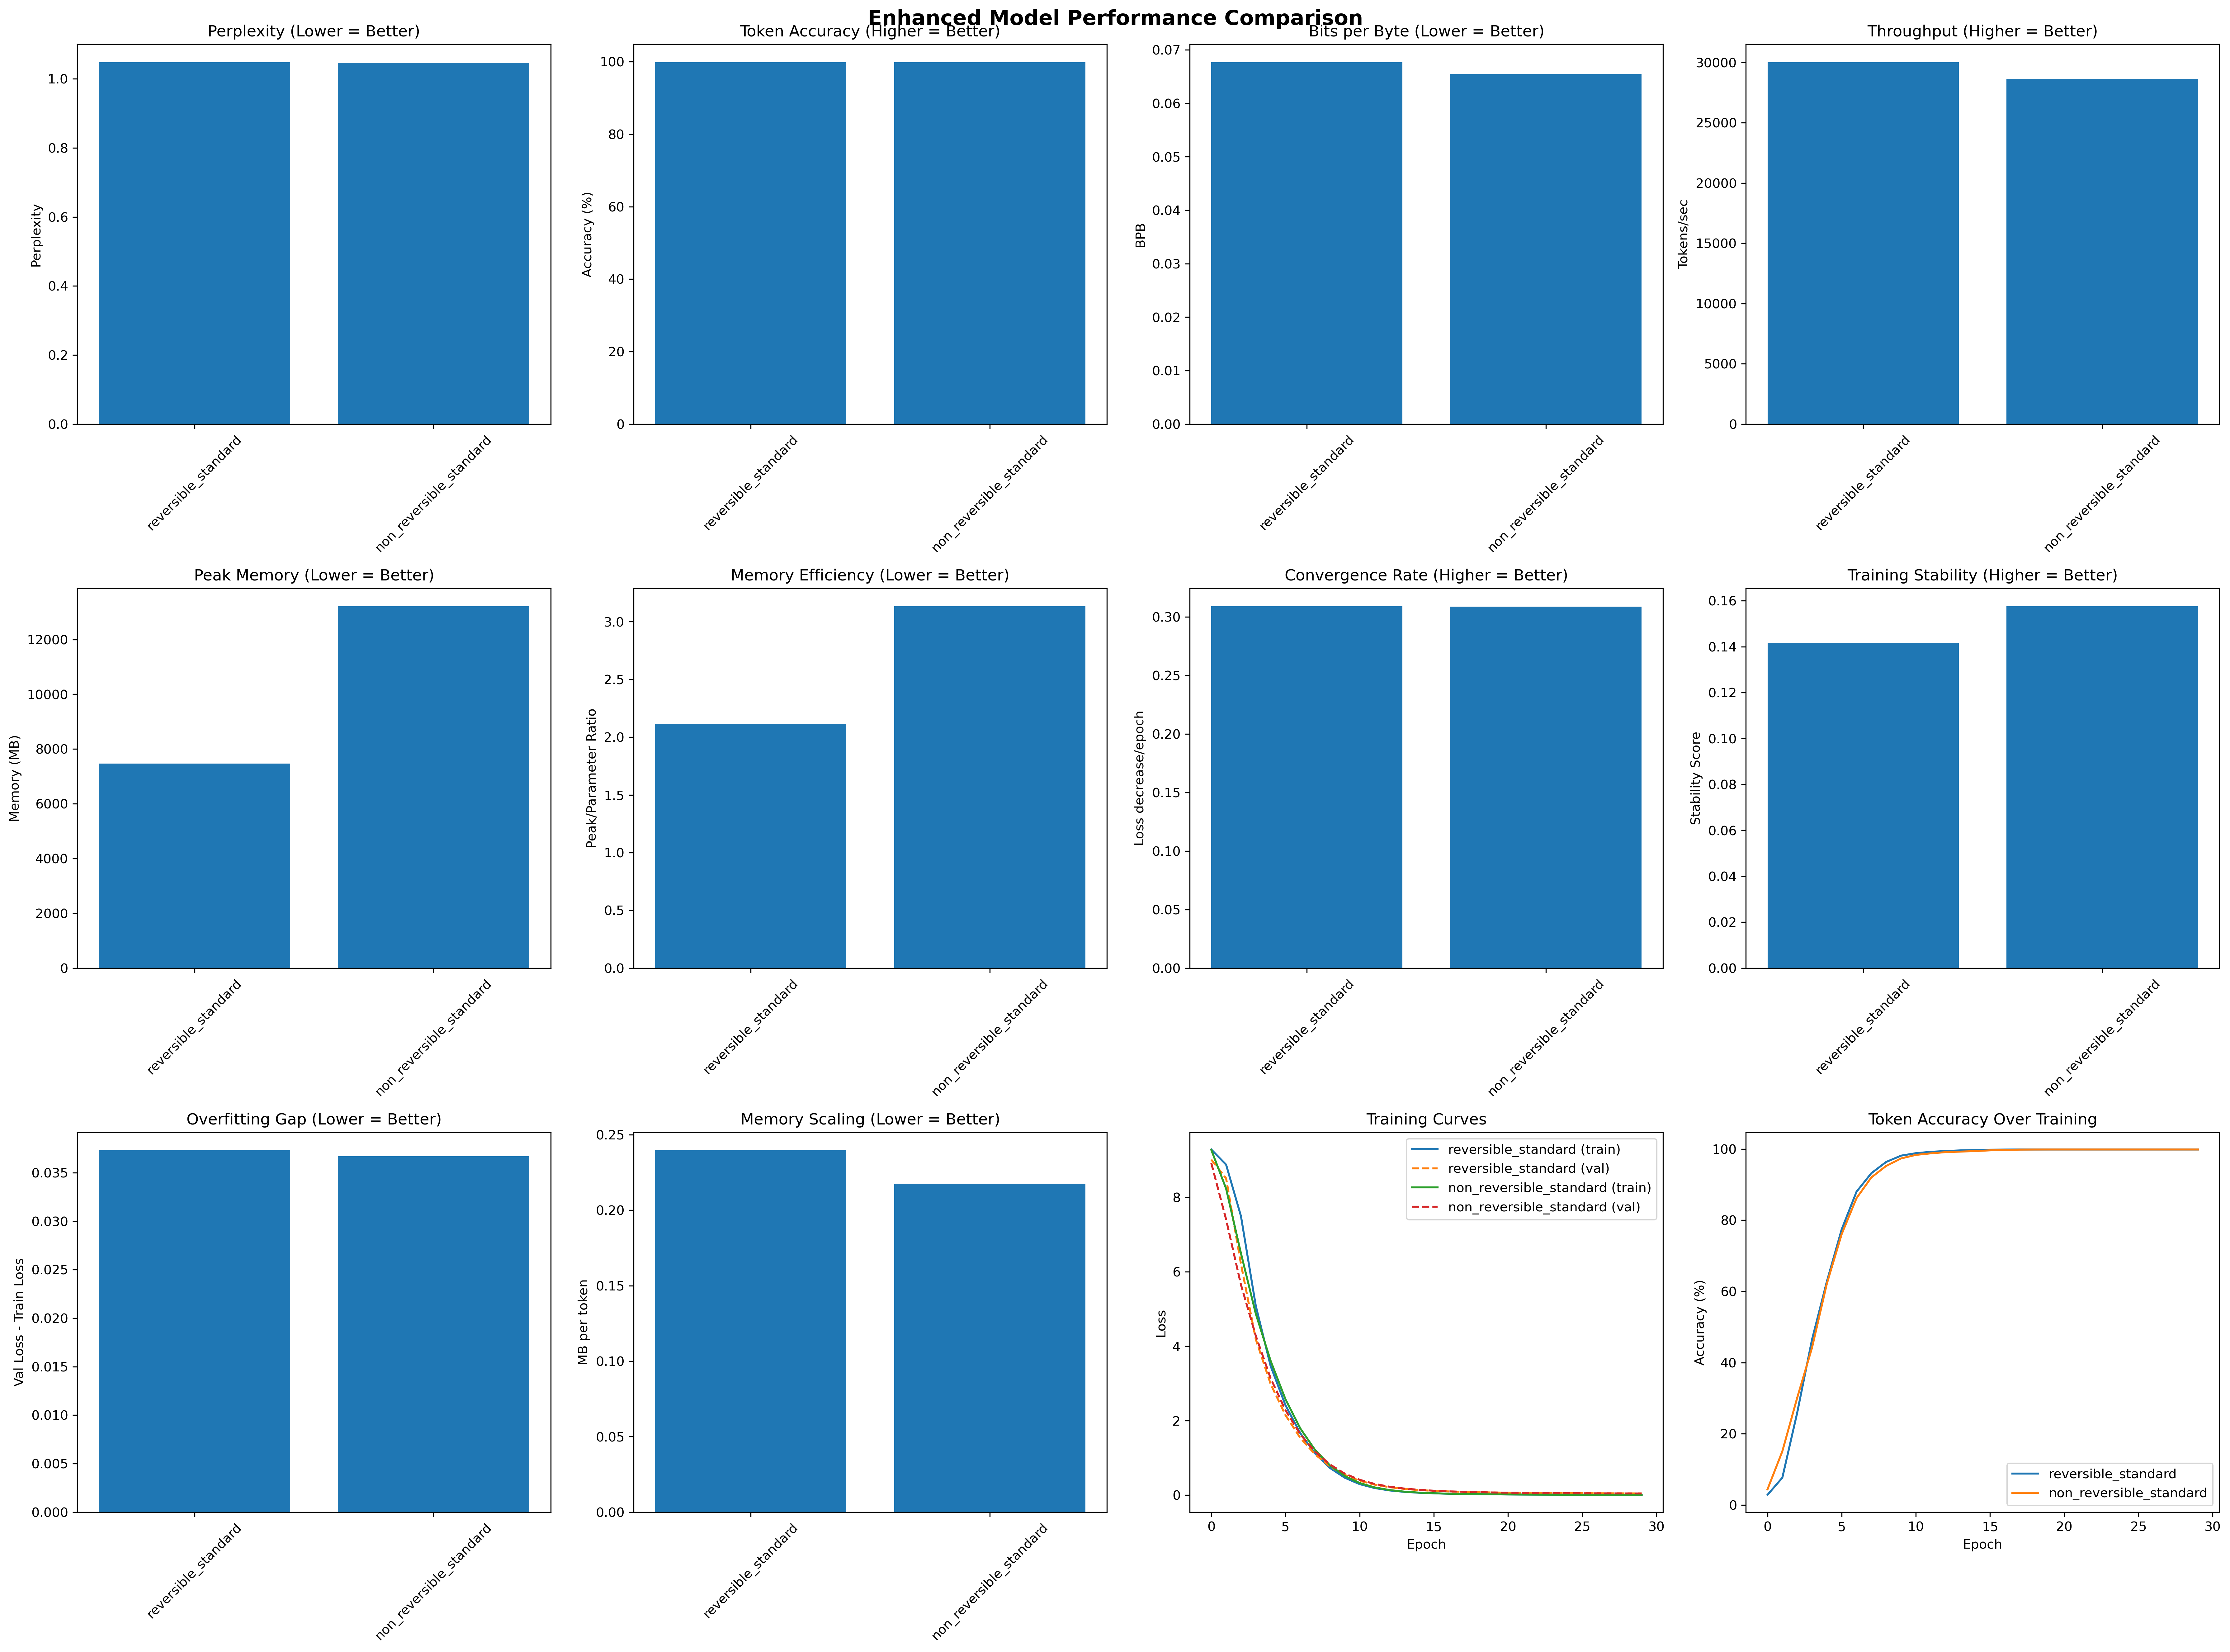 Enhanced Model Performance Comparison
Perplexity (Lower = Better)
Perplexity
1.0
0.8
0.6
0.4
0.2
0.0
reversible_standard
non_reversible_standard
Token Accuracy (Higher = Better)
Accuracy (%)
100
80
60
40
20
0
reversible_standard
non_reversible_standard
Bits per Byte (Lower = Better)
BPB
0.07
0.06
0.05
0.04
0.03
0.02
0.01
0.00
reversible_standard
non_reversible_standard
Throughput (Higher = Better)
Tokens/sec
30000
25000
20000
15000
10000
5000
0
reversible_standard
non_reversible_standard
Peak Memory (Lower = Better)
Memory (MB)
12000
10000
8000
6000
4000
2000
0
reversible_standard
non_reversible_standard
Memory Efficiency (Lower = Better)
Peak/Parameter Ratio
3.0
2.5
2.0
1.5
1.0
0.5
0.0
reversible_standard
non_reversible_standard
Convergence Rate (Higher = Better)
Loss decrease/epoch
0.30
0.25
0.20
0.15
0.10
0.05
0.00
reversible_standard
non_reversible_standard
Training Stability (Higher = Better)
Stability Score
0.16
0.14
0.12
0.10
0.08
0.06
0.04
0.02
0.00
reversible_standard
non_reversible_standard
Overfitting Gap (Lower = Better)
Val Loss - Train Loss
0.035
0.030
0.025
0.020
0.015
0.010
0.005
0.000
reversible_standard
non_reversible_standard
Memory Scaling (Lower = Better)
MB per token
0.25
0.20
0.15
0.10
0.05
0.00
reversible_standard
non_reversible_standard
Training Curves
Loss
8
6
4
2
0
reversible_standard (train)
reversible_standard (val)
non_reversible_standard (train)
non_reversible_standard (val)
0 5 10 15 20 25 30
Epoch
Token Accuracy Over Training
Accuracy (%)
100
80
60
40
20
0
reversible_standard
non_reversible_standard
0 5 10 15 20 25 30
Epoch